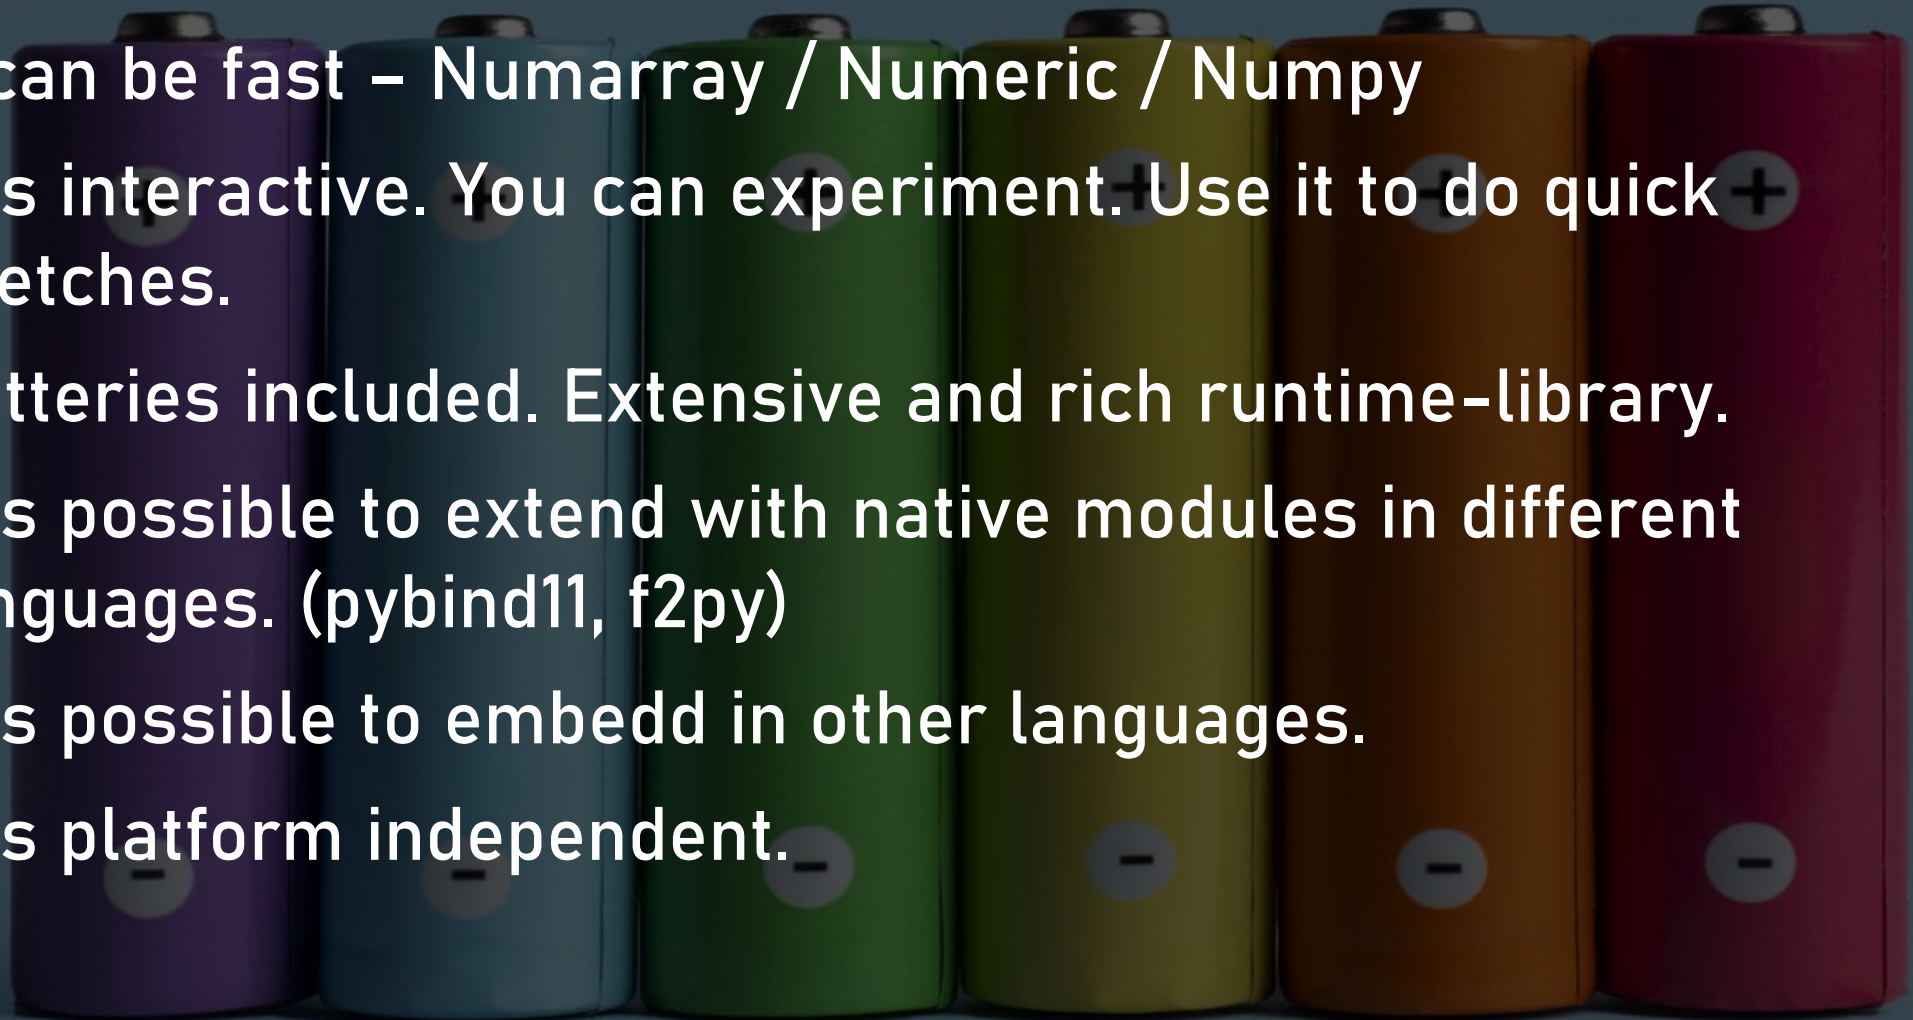 can be fast – Numarray / Numeric / Numpy
s interactive. You can experiment. Use it to do quick
etches.
tteries included. Extensive and rich runtime-library.
s possible to extend with native modules in different
nguages. (pybind11, f2py)
s possible to embedd in other languages.
s platform independent.